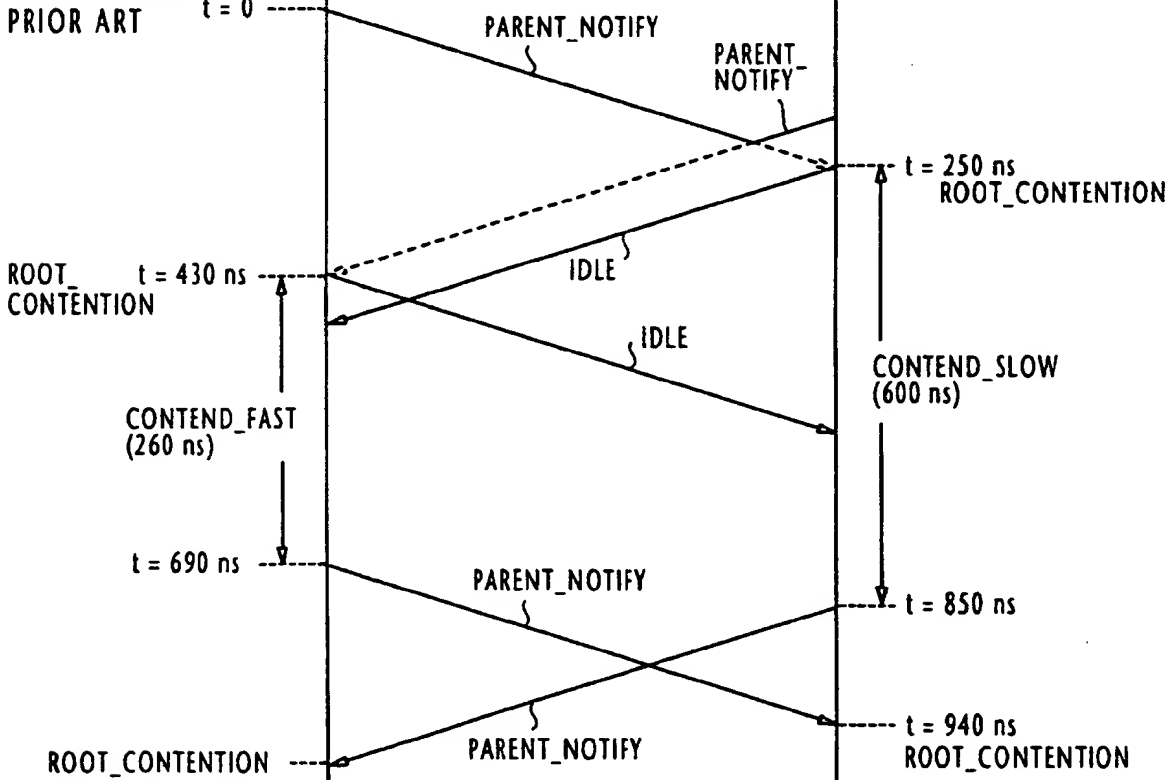 PRIOR ART
t = 0
PARENT_NOTIFY
PARENT_
NOTIFY
t = 250 ns
ROOT_CONTENTION
IDLE
ROOT_
CONTENTION
t = 430 ns
IDLE
CONTEND_SLOW
(600 ns)
CONTEND_FAST
(260 ns)
t = 690 ns
PARENT_NOTIFY
t = 850 ns
PARENT_NOTIFY
t = 940 ns
ROOT_CONTENTION
ROOT_CONTENTION